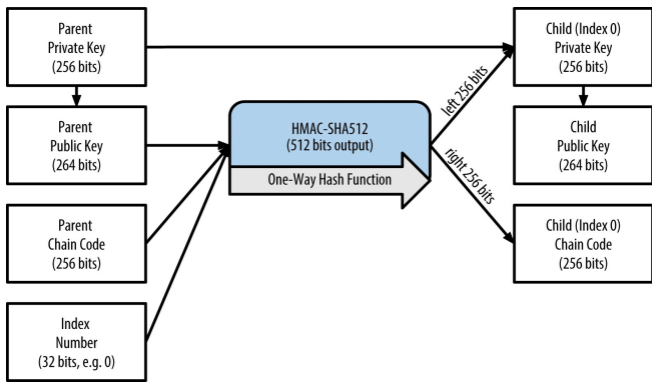 Parent
Private Key
(256 bits)
Parent
Public Key
(264 bits)
Parent
Chain Code
(256 bits)
Index
Number
(32 bits, e.g. 0)
HMAC-SHA512
(512 bits output)
One-Way Hash Function
left 256 bits
right 256 bits
Child (Index 0)
Private Key
(256 bits)
Child
Public Key
(264 bits)
Child (Index 0)
Chain Code
(256 bits)